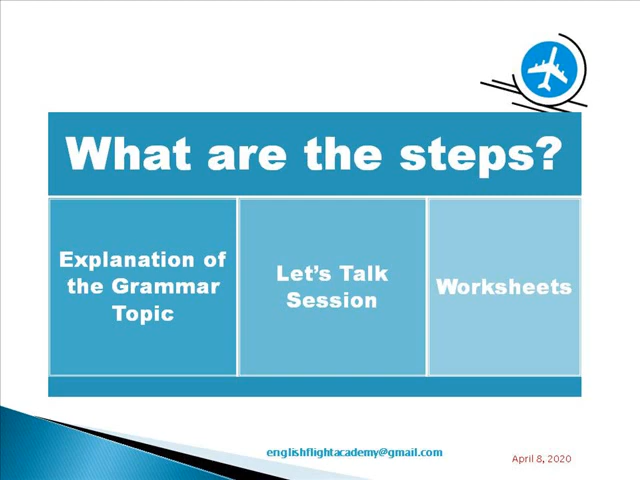 What are the steps?
Explanation of
the Grammar
Topic
Let's Talk
Session
Worksheets
englishflightacademy@gmail.com
April 8, 2020